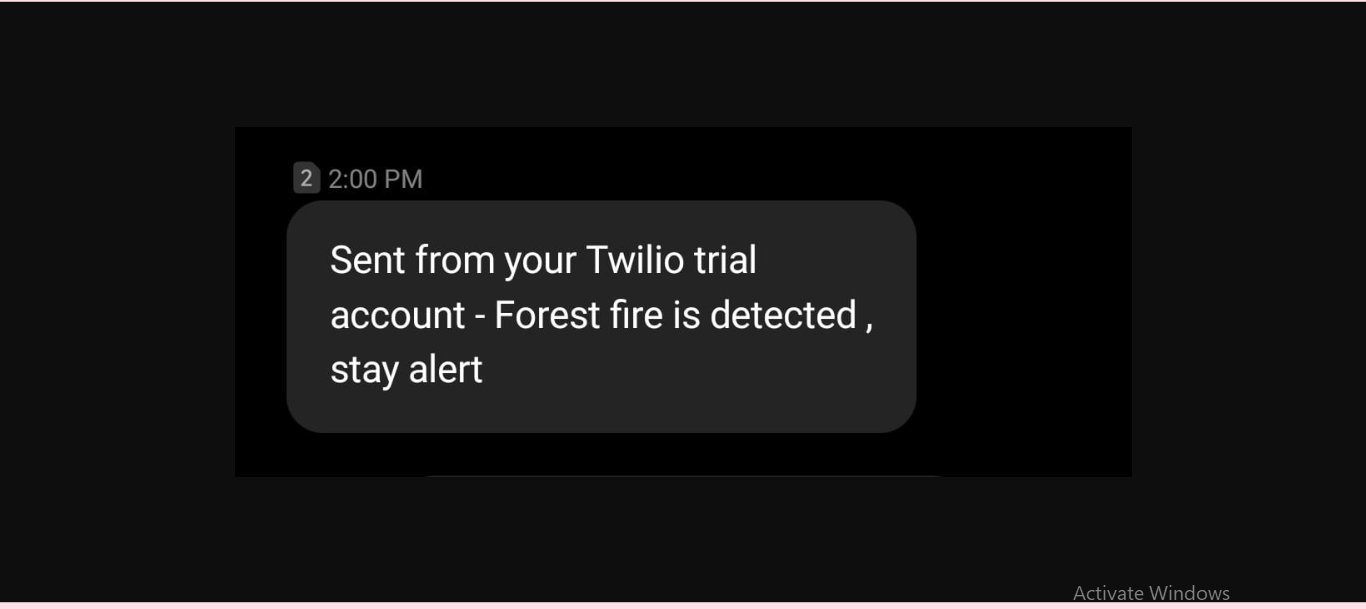 2 2:00 PM
Sent from your Twilio trial
account - Forest fire is detected ,
stay alert
Activate Windows